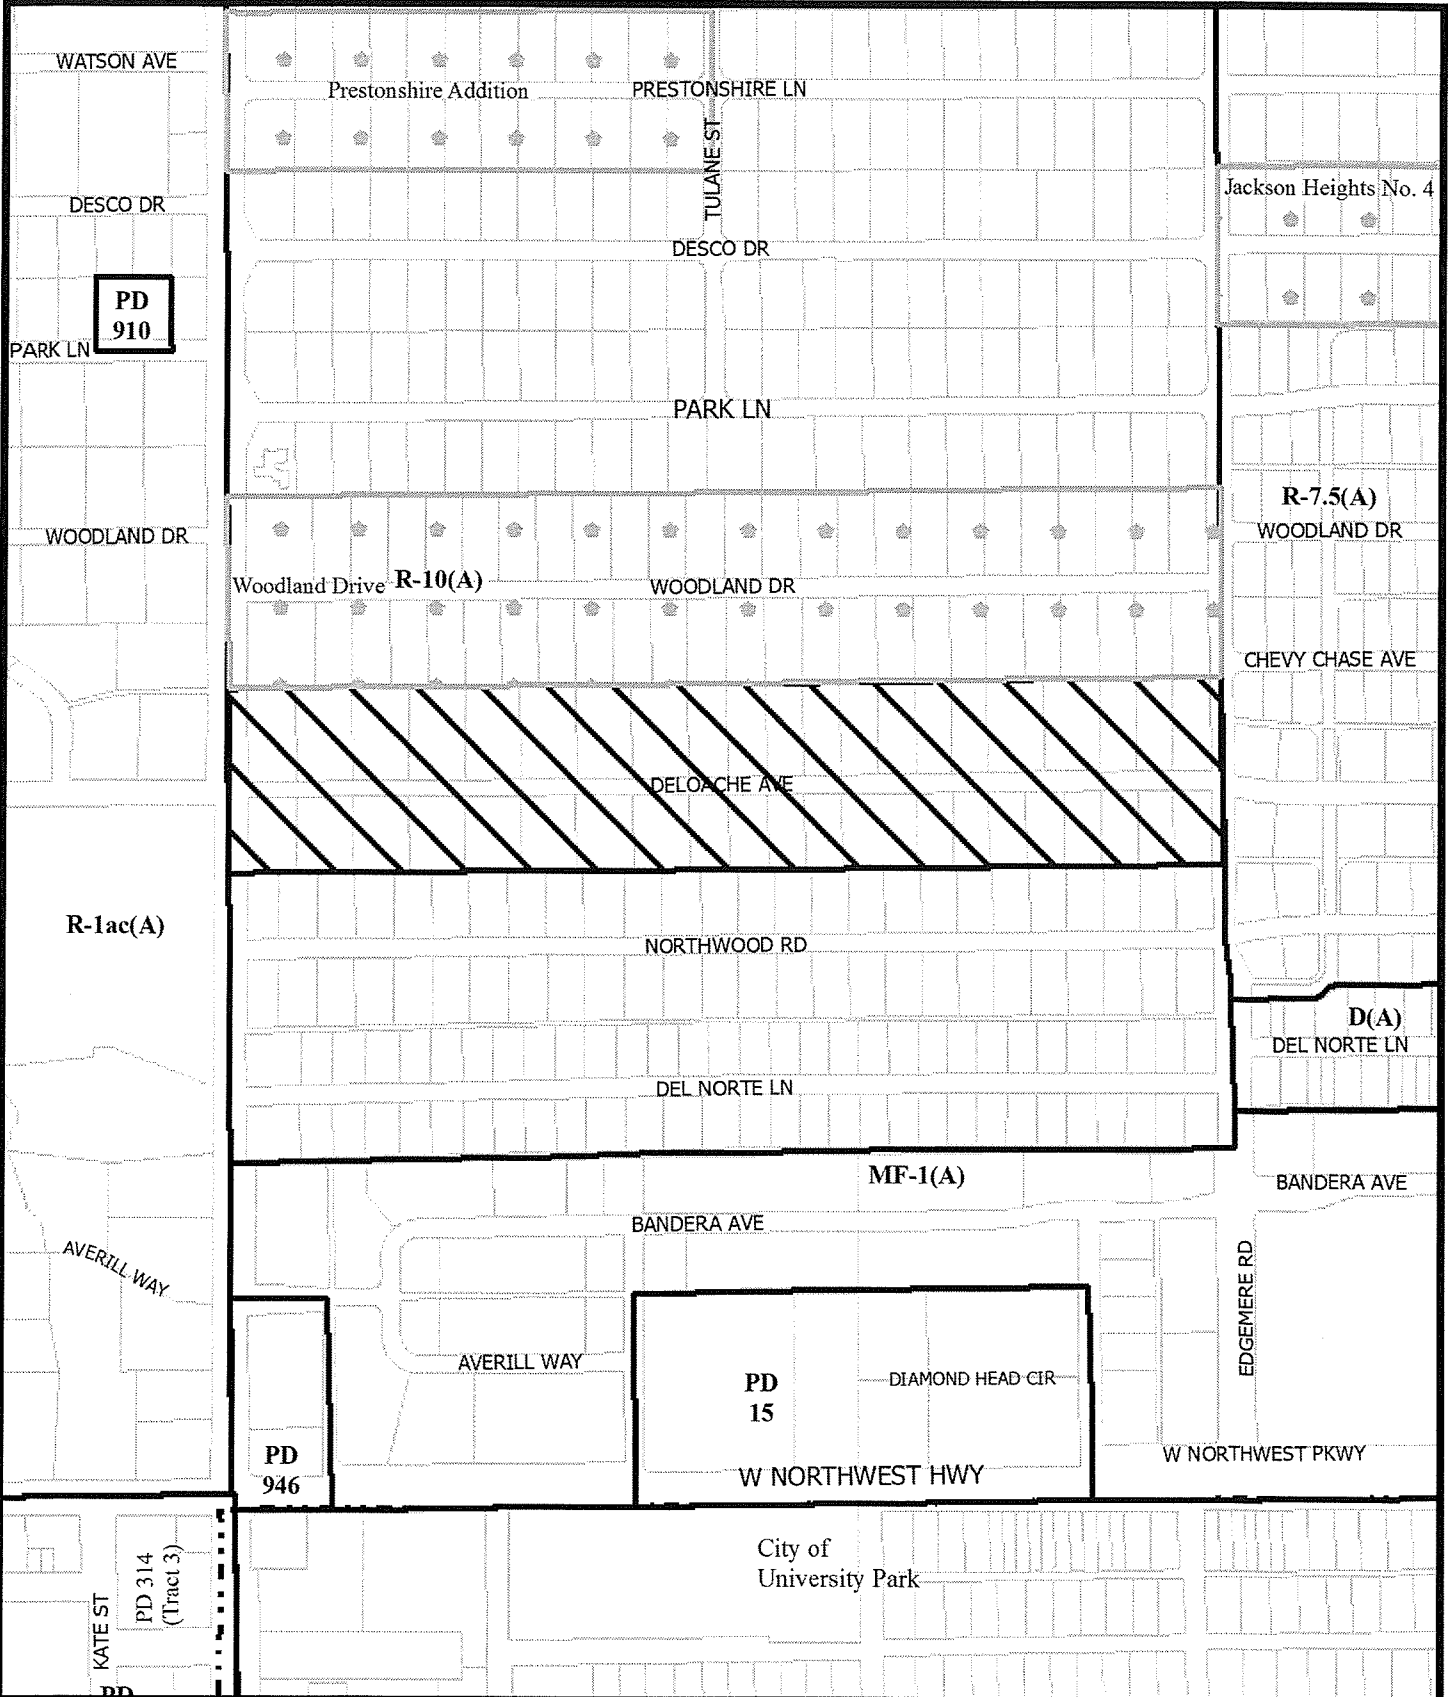 WATSON AVE
Prestonshire Addition
PRESTONSHIRE LN
TULANE ST
Jackson Heights No. 4
DESCO DR
DESCO DR
PD
910
PARK LN
PARK LN
R-7.5(A)
WOODLAND DR
WOODLAND DR
Woodland Drive
R-10(A)
WOODLAND DR
CHEVY CHASE AVE
DELOACHE AVE
R-1ac(A)
NORTHWOOD RD
D(A)
DEL NORTE LN
DEL NORTE LN
MF-1(A)
BANDERA AVE
BANDERA AVE
AVERILL WAY
EDGEMERE RD
AVERILL WAY
PD
15
DIAMOND HEAD CIR
PD
946
W NORTHWEST HWY
W NORTHWEST PKWY
City of
University Park
PD 314
(Tract 3)
KATE ST
PD